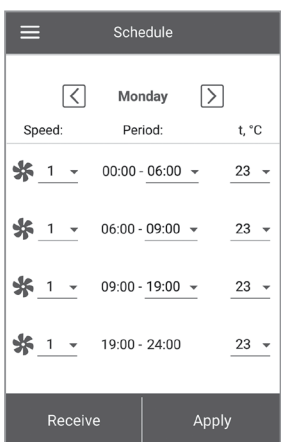 Schedule
Monday
Speed: Period: t, °C
1 00:00 - 06:00 23
1 06:00 - 09:00 23
1 09:00 - 19:00 23
1 19:00 - 24:00 23
Receive Apply